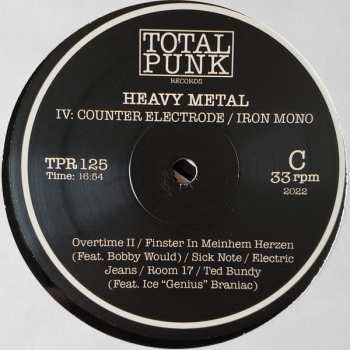 TOTAL
PUNK
RECORDS
HEAVY METAL
IV: COUNTER ELECTRODE / IRON MONO
TPR 125
Time: 16:54
C
33 rpm
2022
Overtime II / Finster In Meinhem Herzen
(Feat. Bobby Would) / Sick Note / Electric
Jeans / Room 17 / Ted Bundy
(Feat. Ice "Genius" Braniac)